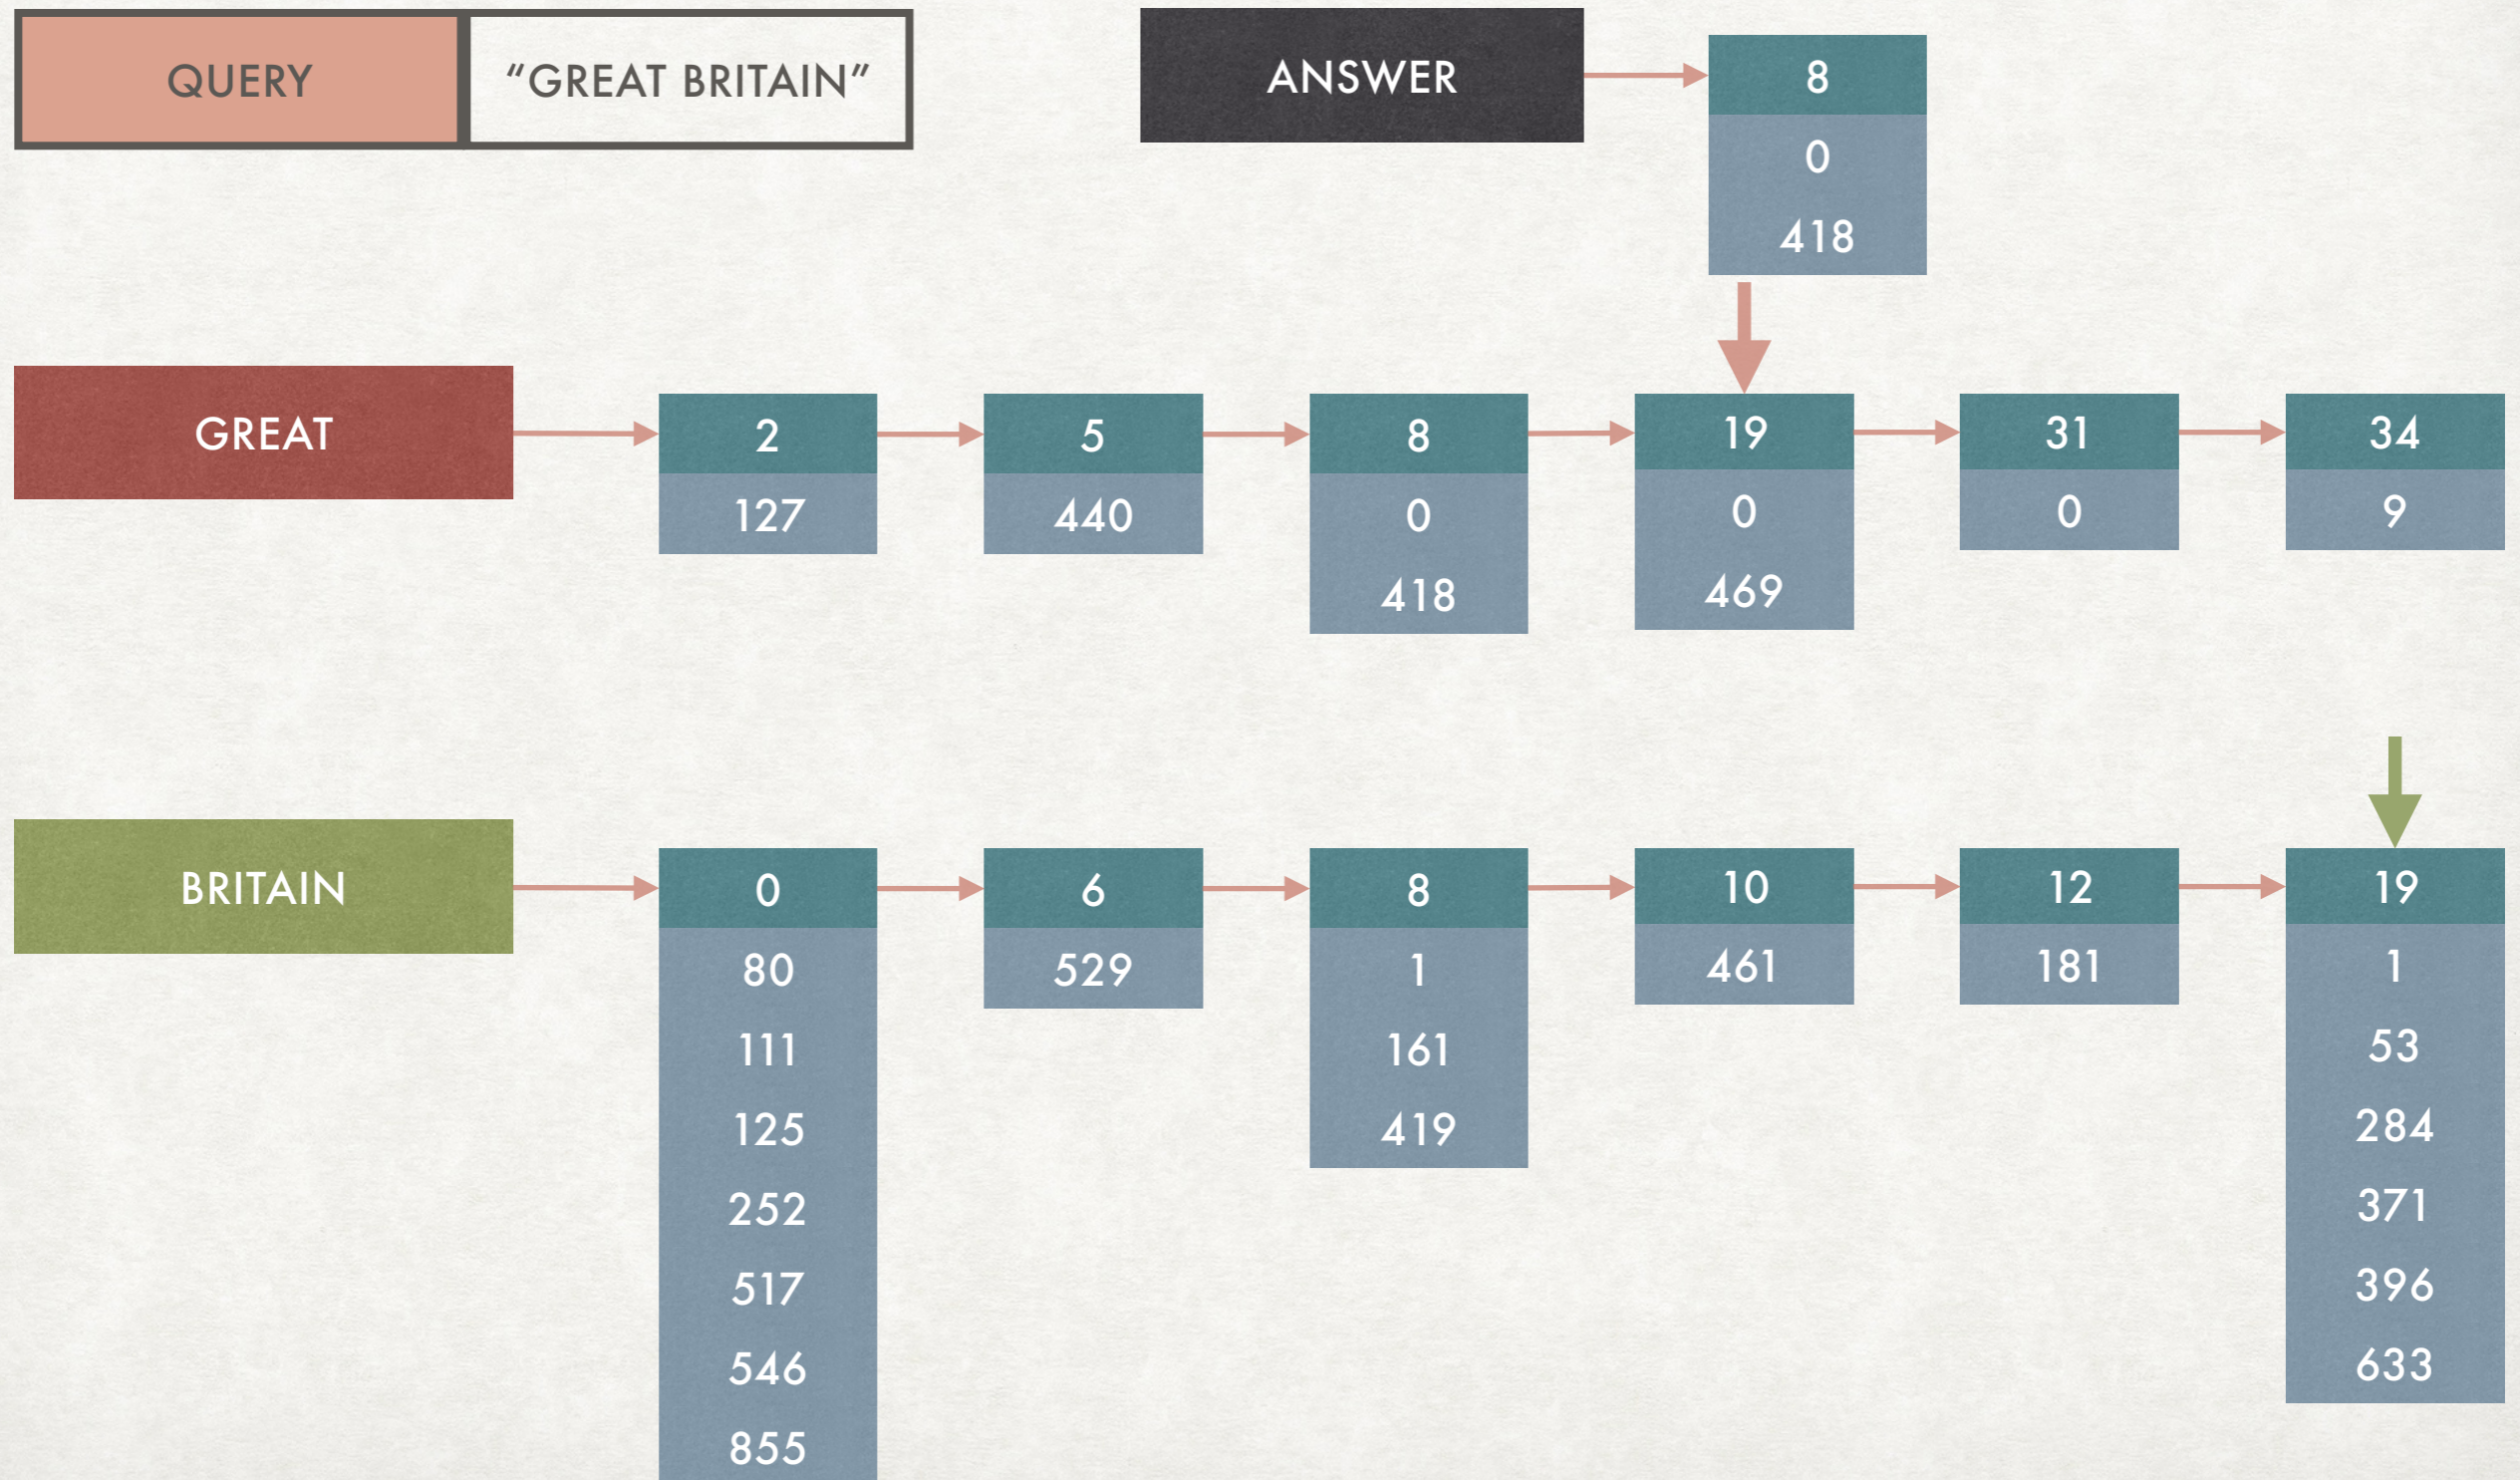 QUERY “GREAT BRITAIN”
ANSWER 8
0
418
GREAT 2 5 8 19 31 34
127 440 0 0 0 9
418 469
BRITAIN 0 6 8 10 12 19
80 529 1 461 181 1
111 161 53
125 419 284
252 371
517 396
546 633
855